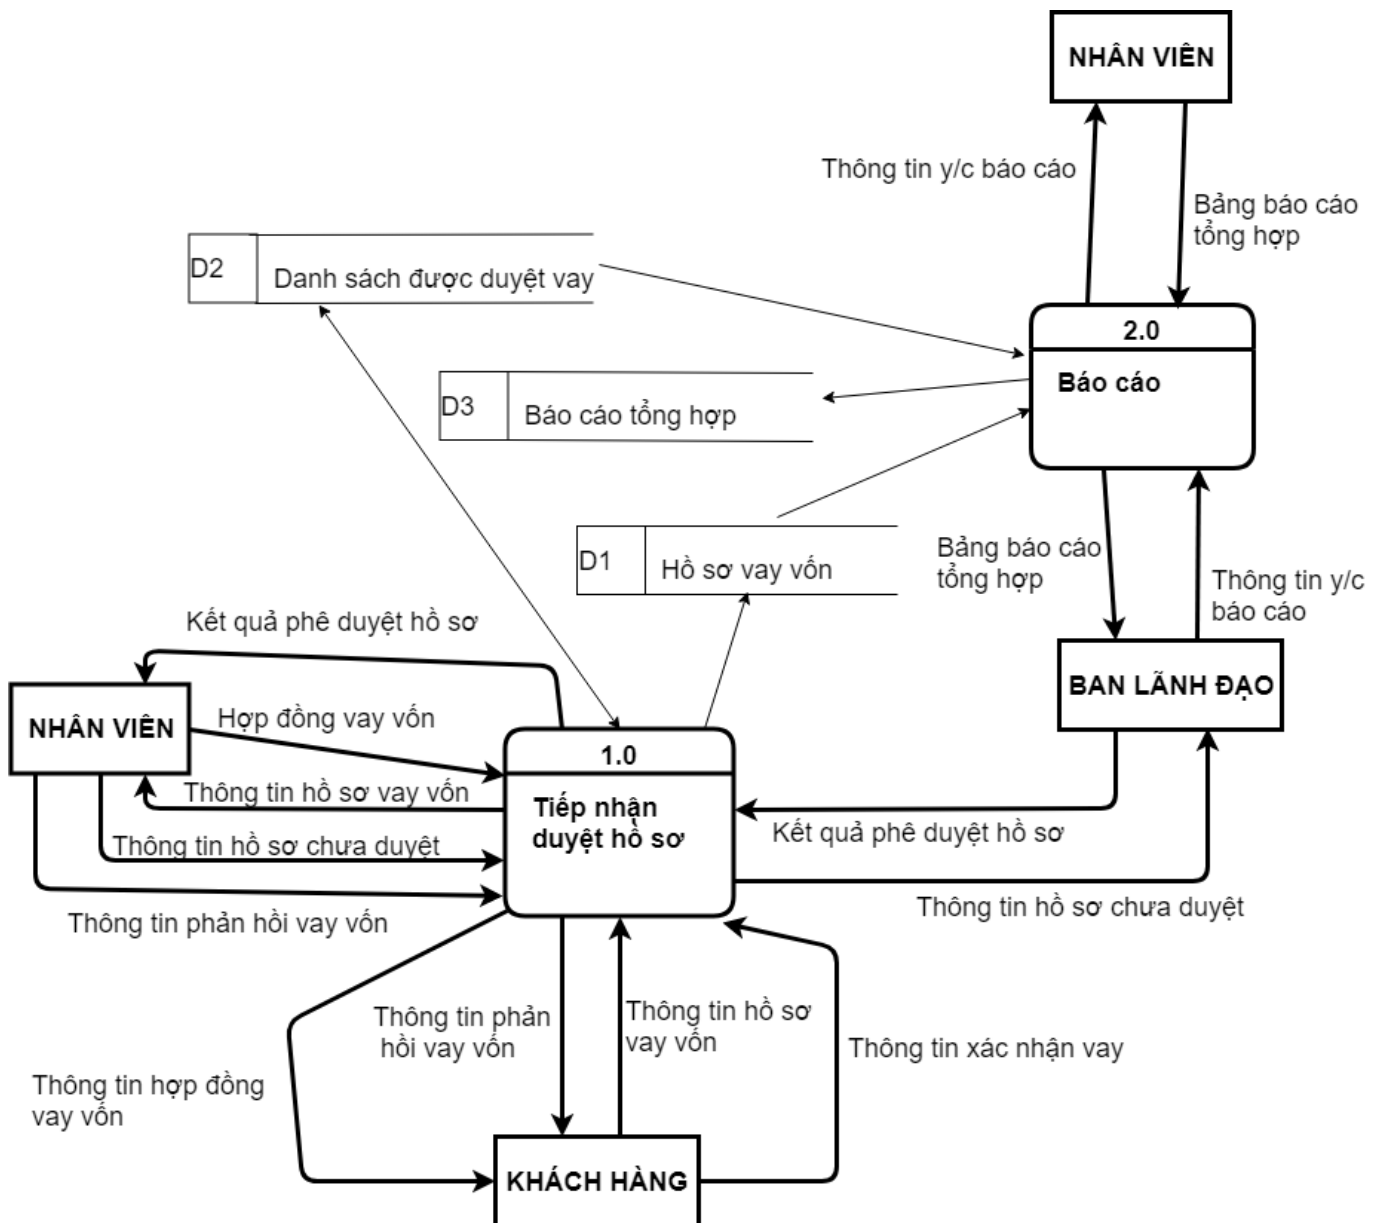 NHÂN VIÊN
Thông tin y/c báo cáo
Bảng báo cáo
tổng hợp
D2
Danh sách được duyệt vay
2.0
Báo cáo
D3
Báo cáo tổng hợp
D1
Hồ sơ vay vốn
Bảng báo cáo
tổng hợp
Thông tin y/c
báo cáo
Kết quả phê duyệt hồ sơ
BAN LÃNH ĐẠO
NHÂN VIÊN
Hợp đồng vay vốn
1.0
Tiếp nhận
duyệt hồ sơ
Thông tin hồ sơ vay vốn
Kết quả phê duyệt hồ sơ
Thông tin hồ sơ chưa duyệt
Thông tin hồ sơ chưa duyệt
Thông tin phản hồi vay vốn
Thông tin phản
hồi vay vốn
Thông tin hồ sơ
vay vốn
Thông tin xác nhận vay
Thông tin hợp đồng
vay vốn
KHÁCH HÀNG